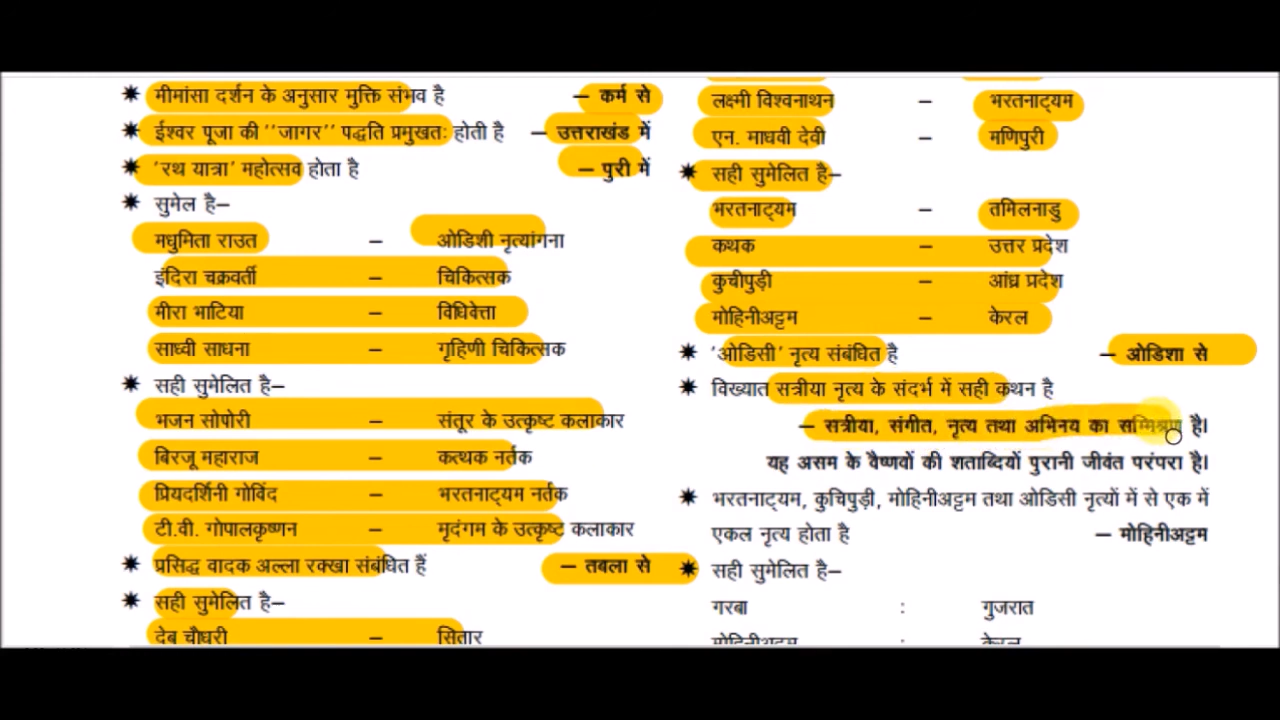 ✷ मीमांसा दर्शन के अनुसार मुक्ति संभव है – कर्म से
✷ ईश्वर पूजा की ''जागर'' पद्धति प्रमुखतः होती है – उत्तराखंड में
✷ 'रथ यात्रा' महोत्सव होता है – पुरी में
✷ सुमेल है–
मधुमिता राउत – ओडिशी नृत्यांगना
इंदिरा चक्रवर्ती – चिकित्सक
मीरा भाटिया – विधिवेत्ता
साध्वी साधना – गृहिणी चिकित्सक
✷ सही सुमेलित है–
भजन सोपोरी – संतूर के उत्कृष्ट कलाकार
बिरजू महाराज – कत्थक नर्तक
प्रियदर्शिनी गोविंद – भरतनाट्यम नर्तक
टी.वी. गोपालकृष्णन – मृदंगम के उत्कृष्ट कलाकार
✷ प्रसिद्ध वादक अल्ला रक्खा संबंधित हैं – तबला से
✷ सही सुमेलित है–
देबू चौधरी – सितार
लक्ष्मी विश्वनाथन – भरतनाट्यम
एन. माधवी देवी – मणिपुरी
✷ सही सुमेलित है–
भरतनाट्यम – तमिलनाडु
कथक – उत्तर प्रदेश
कुचीपुड़ी – आंध्र प्रदेश
मोहिनीअट्टम – केरल
✷ 'ओडिसी' नृत्य संबंधित है – ओडिशा से
✷ विख्यात सत्रीया नृत्य के संदर्भ में सही कथन है
– सत्रीया, संगीत, नृत्य तथा अभिनय का सम्मिश्रण है।
यह असम के वैष्णवों की शताब्दियों पुरानी जीवंत परंपरा है।
✷ भरतनाट्यम, कुचिपुड़ी, मोहिनीअट्टम तथा ओडिसी नृत्यों में से एक में
एकल नृत्य होता है – मोहिनीअट्टम
✷ सही सुमेलित है–
गरबा : गुजरात
मोहिनीअट्टम : केरल